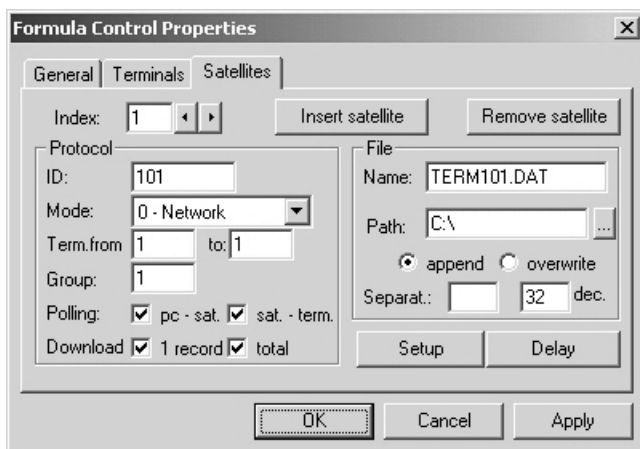 Formula Control Properties
General Terminals Satellites
Index: 1 Insert satellite Remove satellite
Protocol
ID: 101
Mode: 0 - Network
Term.from 1 to: 1
Group: 1
Polling: pc - sat. sat. - term.
Download 1 record total
File
Name: TERM101.DAT
Path: C:\ ...
append overwrite
Separat.: 32 dec.
Setup Delay
OK Cancel Apply